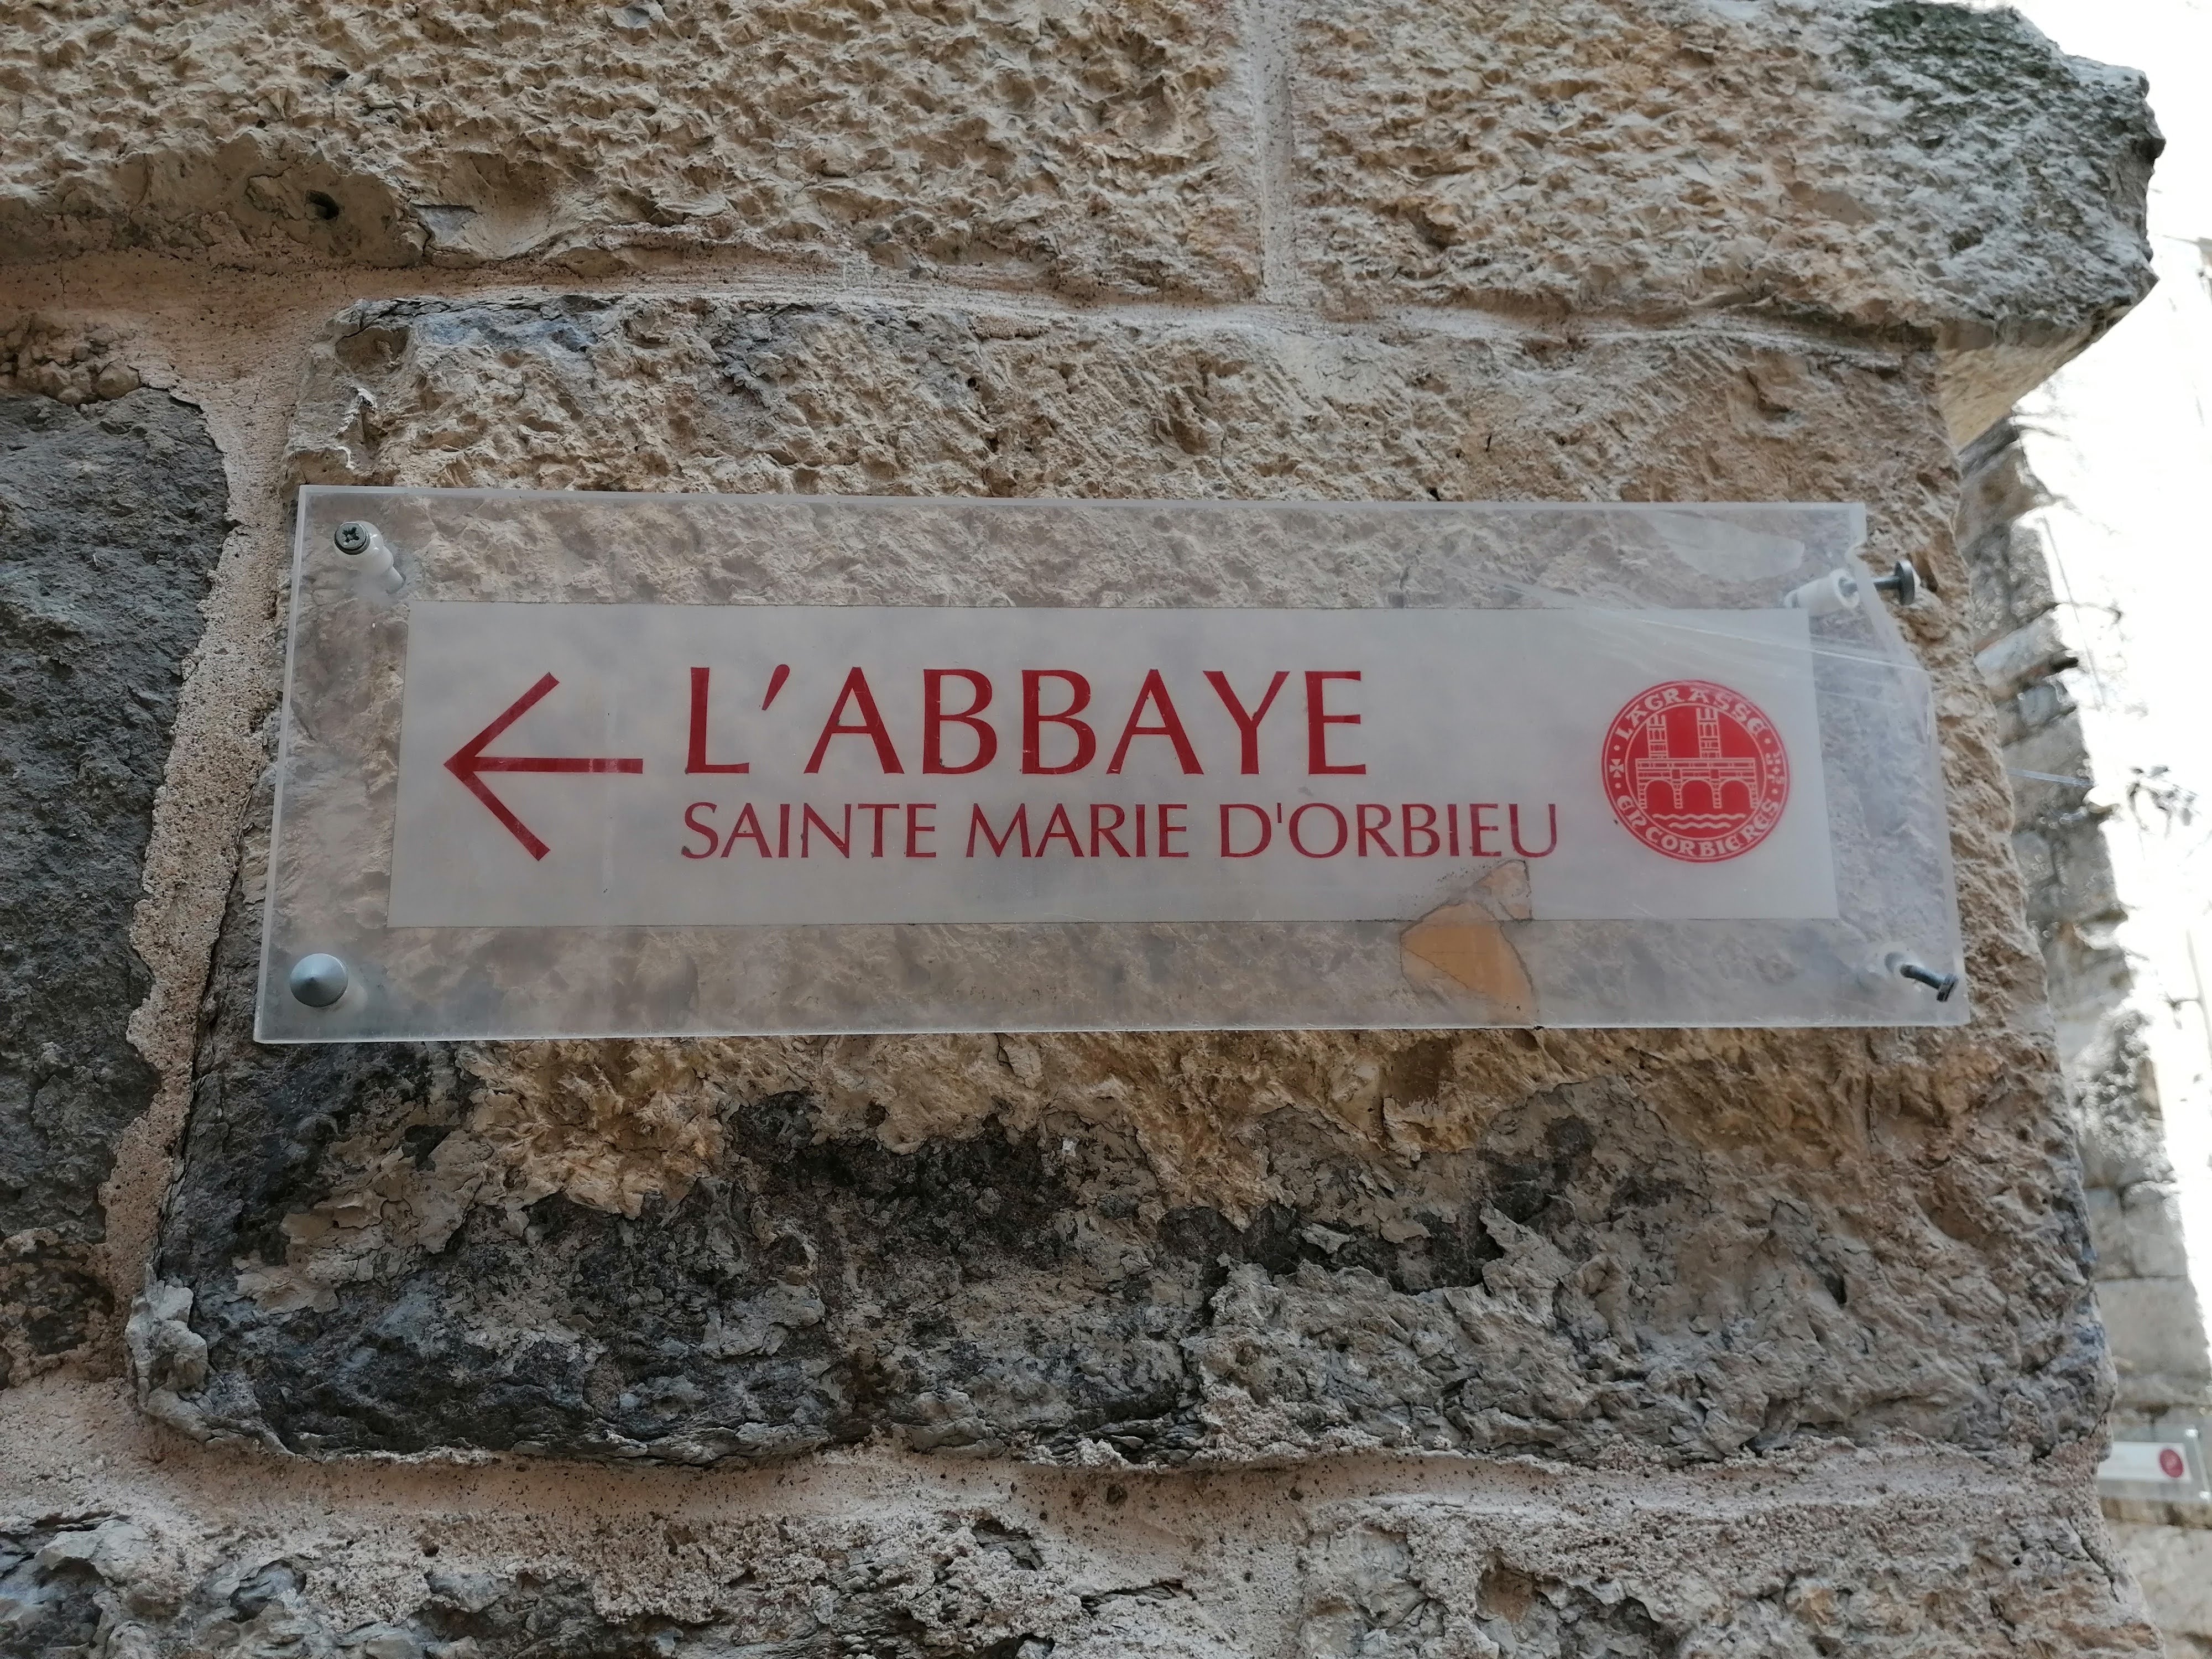 L'ABBAYE
SAINTE MARIE D'ORBIEU
LAGRASSE
EN CORBIERES